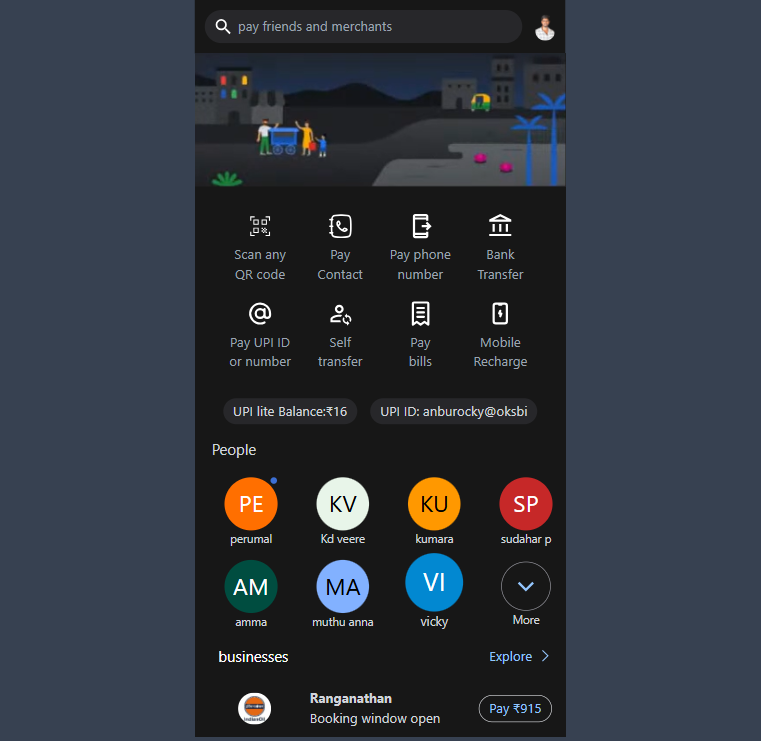 pay friends and merchants
Scan any
QR code
Pay
Contact
Pay phone
number
Bank
Transfer
Pay UPI ID
or number
Self
transfer
Pay
bills
Mobile
Recharge
UPI lite Balance:₹16
UPI ID: anburocky@oksbi
People
PE
KV
KU
SP
perumal
Kd veere
kumara
sudahar p
AM
MA
VI
amma
muthu anna
vicky
More
businesses
Explore
Ranganathan
Booking window open
Pay ₹915
IndianOil